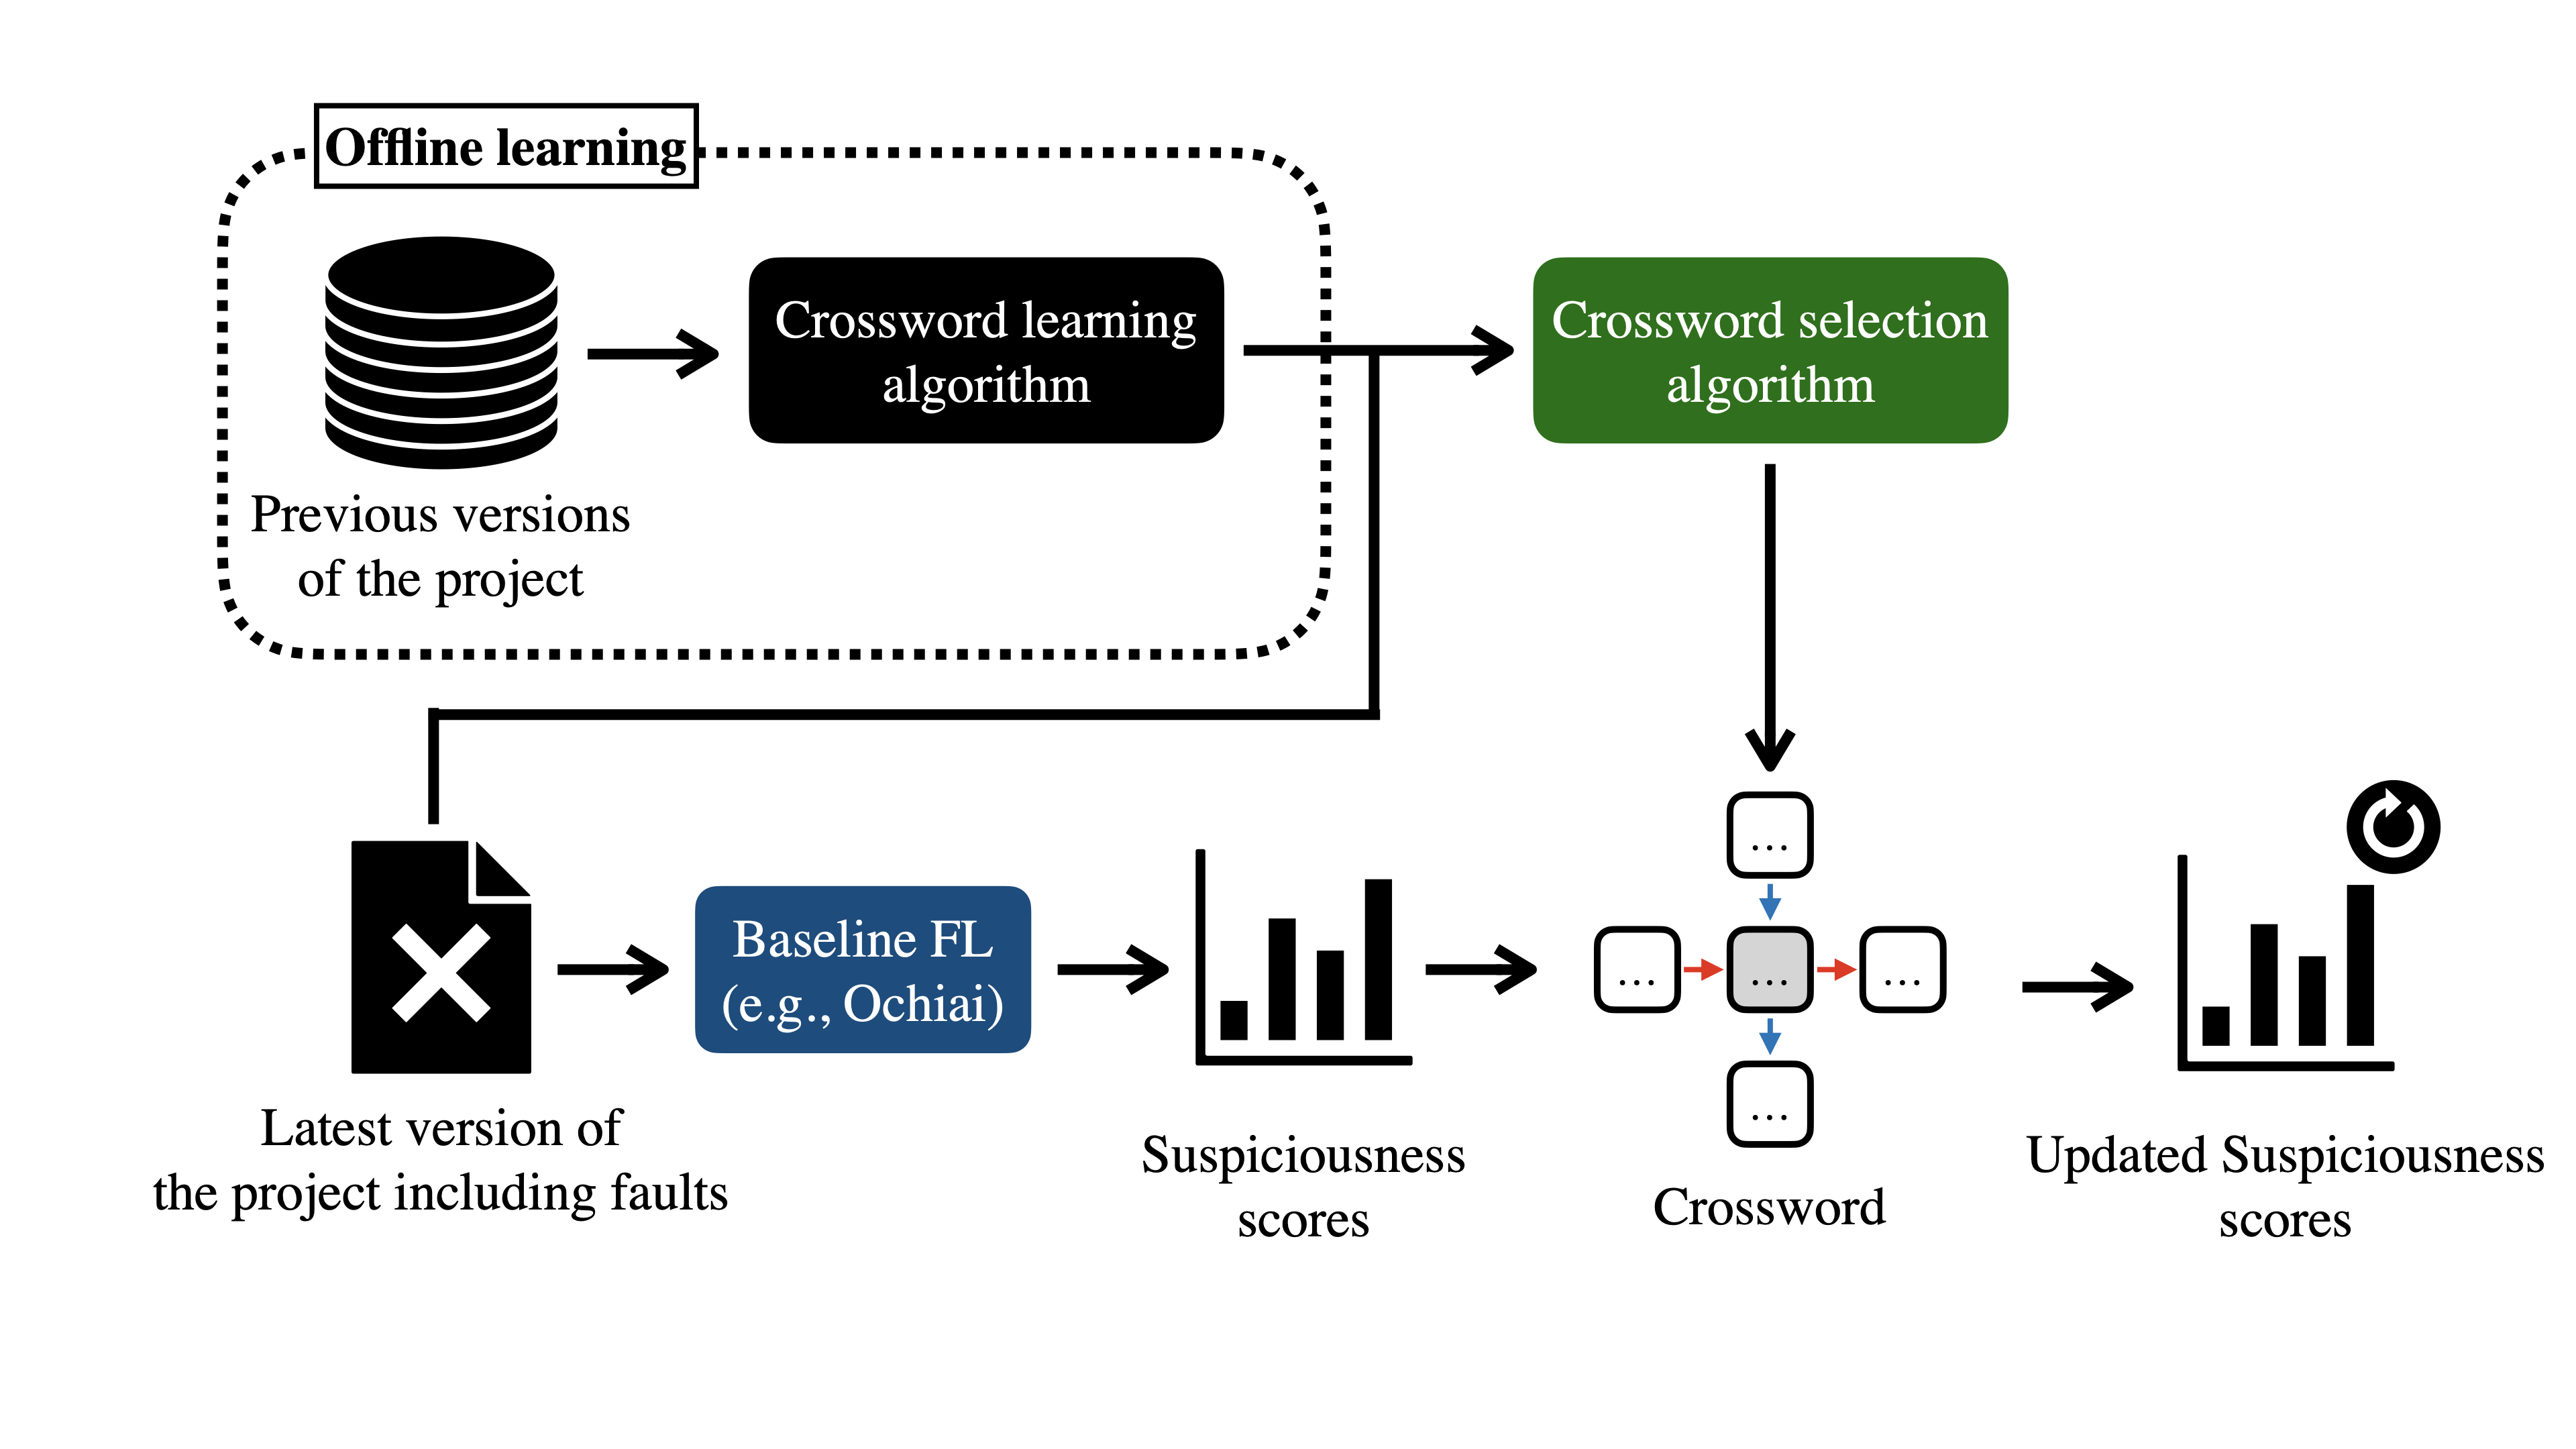 Offline learning
Crossword learning
algorithm
Crossword selection
algorithm
Previous versions
of the project
...
Baseline FL
(e.g., Ochiai)
...
...
...
...
Latest version of
the project including faults
Suspiciousness
scores
Crossword
Updated Suspiciousness
scores